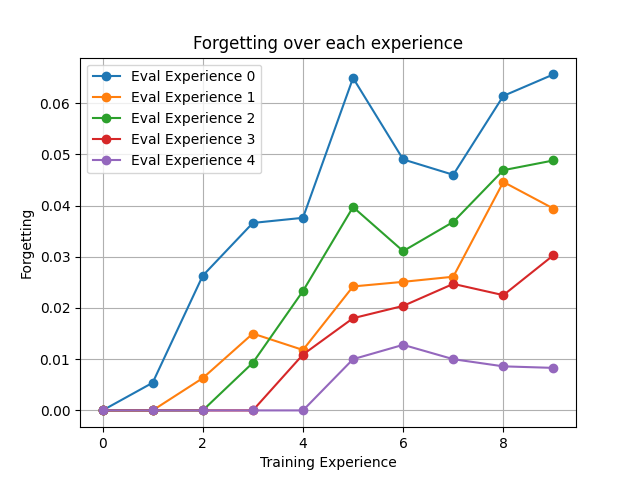 Forgetting over each experience
Eval Experience 0
Eval Experience 1
Eval Experience 2
Eval Experience 3
Eval Experience 4
Forgetting
0.06
0.05
0.04
0.03
0.02
0.01
0.00
0 2 4 6 8
Training Experience